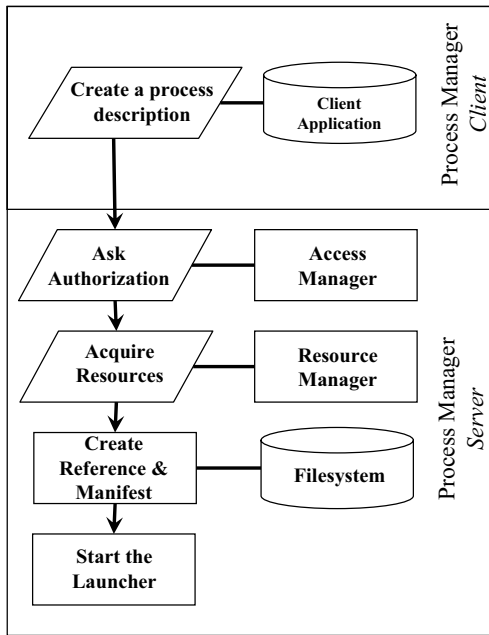 Create a process
description
Client
Application
Process Manager
Client
Ask
Authorization
Access
Manager
Acquire
Resources
Resource
Manager
Create
Reference &
Manifest
Filesystem
Start the
Launcher
Process Manager
Server